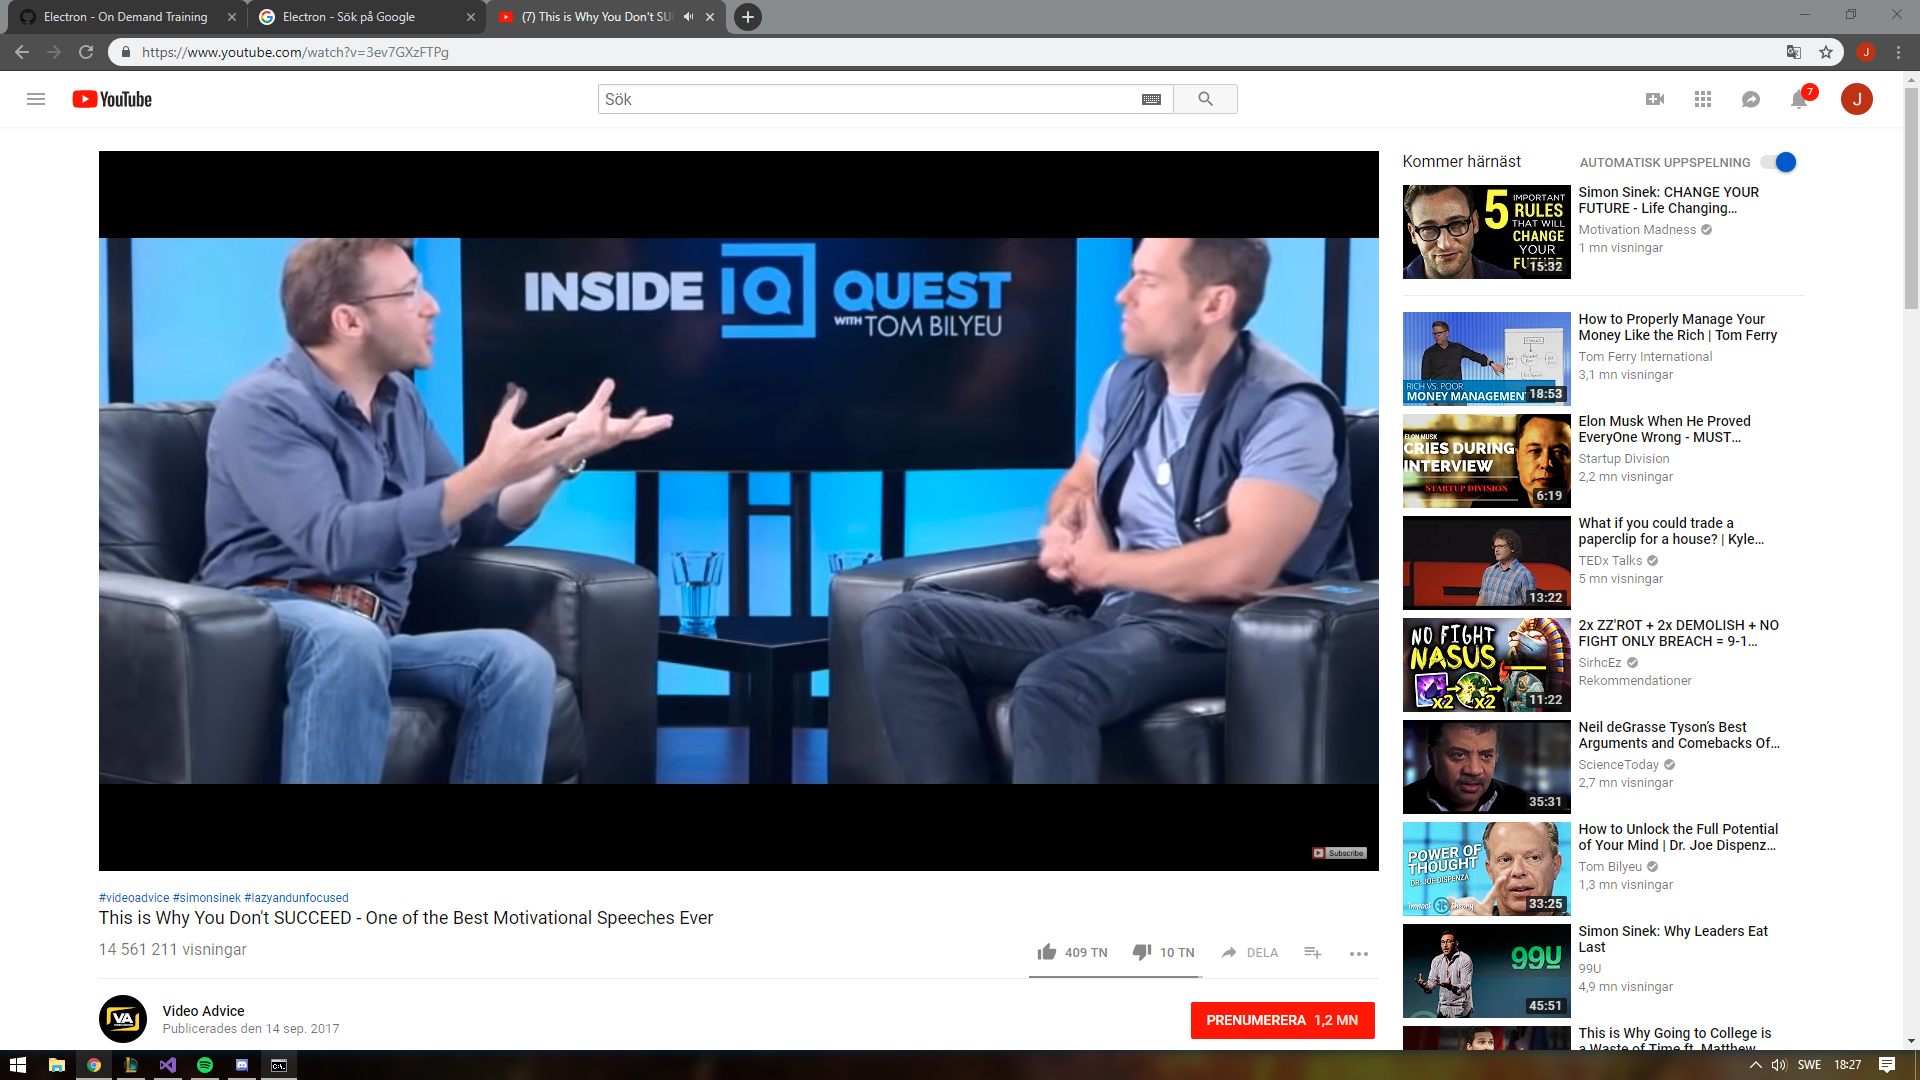 Electron - On Demand Training
Electron - Sök på Google
(7) This is Why You Don't SUC
https://www.youtube.com/watch?v=3ev7GXzFTPg
J
YouTube
Sök
7
J
INSIDE IQ QUEST
WITH TOM BILYEU
Subscribe
#videoadvice #simonsinek #lazyandunfocused
This is Why You Don't SUCCEED - One of the Best Motivational Speeches Ever
14 561 211 visningar
409 TN
10 TN
DELA
VA
Video Advice
Publicerades den 14 sep. 2017
PRENUMERERA 1,2 MN
Kommer härnäst
AUTOMATISK UPPSPELNING
5 IMPORTANT
RULES
THAT WILL
CHANGE
YOUR
15:32
Simon Sinek: CHANGE YOUR
FUTURE - Life Changing...
Motivation Madness
1 mn visningar
RICH VS. POOR
MONEY MANAGEMENT
18:53
How to Properly Manage Your
Money Like the Rich | Tom Ferry
Tom Ferry International
3,1 mn visningar
ELON MUSK
CRIES DURING
INTERVIEW
STARTUP DIVISION
6:19
Elon Musk When He Proved
EveryOne Wrong - MUST...
Startup Division
2,2 mn visningar
13:22
What if you could trade a
paperclip for a house? | Kyle...
TEDx Talks
5 mn visningar
NO FIGHT
NASUS
x2
x2
11:22
2x ZZ'ROT + 2x DEMOLISH + NO
FIGHT ONLY BREACH = 9-1...
SirhcEz
Rekommendationer
35:31
Neil deGrasse Tyson's Best
Arguments and Comebacks Of...
ScienceToday
2,7 mn visningar
POWER OF
THOUGHT
DR. JOE DISPENZA
Impact Theory
33:25
How to Unlock the Full Potential
of Your Mind | Dr. Joe Dispenz...
Tom Bilyeu
1,3 mn visningar
99U
45:51
Simon Sinek: Why Leaders Eat
Last
99U
4,9 mn visningar
This is Why Going to College is
a Waste of Time ft. Matthew
SWE
18:27